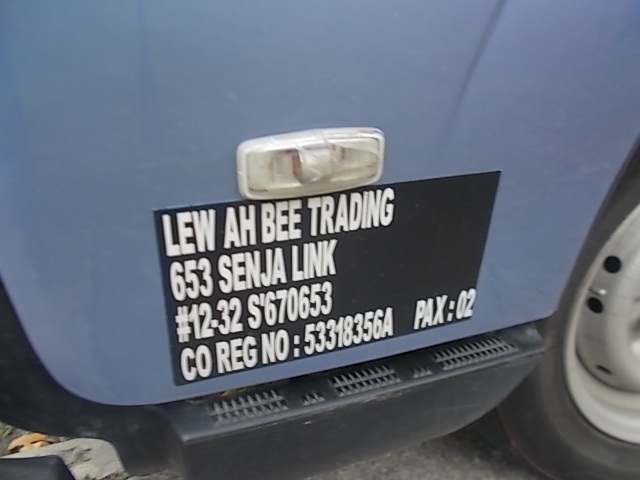 LEW AH BEE TRADING
653 SENJA LINK
#12-32 S'670653
CO REG NO : 53318356A PAX : 02